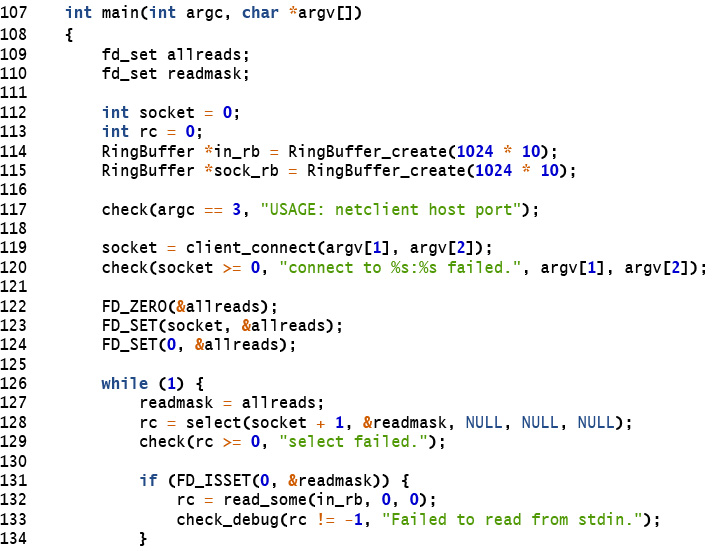 107 int main(int argc, char *argv[])
108 {
109 fd_set allreads;
110 fd_set readmask;
111
112 int socket = 0;
113 int rc = 0;
114 RingBuffer *in_rb = RingBuffer_create(1024 * 10);
115 RingBuffer *sock_rb = RingBuffer_create(1024 * 10);
116
117 check(argc == 3, "USAGE: netclient host port");
118
119 socket = client_connect(argv[1], argv[2]);
120 check(socket >= 0, "connect to %s:%s failed.", argv[1], argv[2]);
121
122 FD_ZERO(&allreads);
123 FD_SET(socket, &allreads);
124 FD_SET(0, &allreads);
125
126 while (1) {
127 readmask = allreads;
128 rc = select(socket + 1, &readmask, NULL, NULL, NULL);
129 check(rc >= 0, "select failed.");
130
131 if (FD_ISSET(0, &readmask)) {
132 rc = read_some(in_rb, 0, 0);
133 check_debug(rc != -1, "Failed to read from stdin.");
134 }